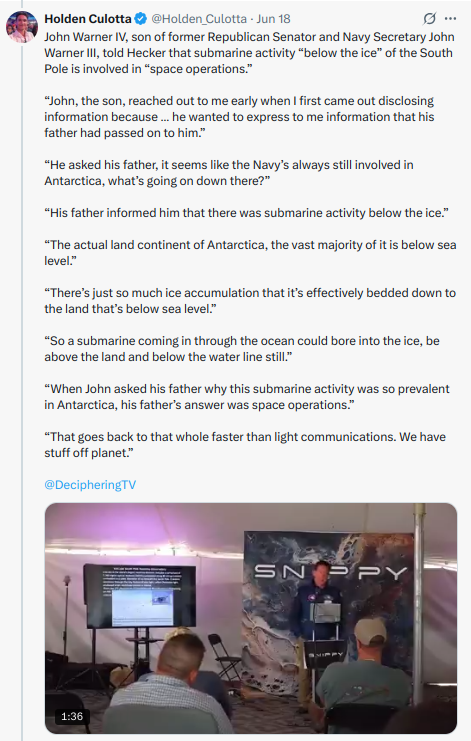 Holden Culotta @Holden_Culotta · Jun 18
John Warner IV, son of former Republican Senator and Navy Secretary John
Warner III, told Hecker that submarine activity “below the ice” of the South
Pole is involved in “space operations.”
“John, the son, reached out to me early when I first came out disclosing
information because ... he wanted to express to me information that his
father had passed on to him.”
“He asked his father, it seems like the Navy’s always still involved in
Antarctica, what’s going on down there?”
“His father informed him that there was submarine activity below the ice.”
“The actual land continent of Antarctica, the vast majority of it is below sea
level.”
“There’s just so much ice accumulation that it’s effectively bedded down to
the land that’s below sea level.”
“So a submarine coming in through the ocean could bore into the ice, be
above the land and below the water line still.”
“When John asked his father why this submarine activity was so prevalent
in Antarctica, his father’s answer was space operations.”
“That goes back to that whole faster than light communications. We have
stuff off planet.”
@DecipheringTV
SNIPPY
SNIPPY
1:36